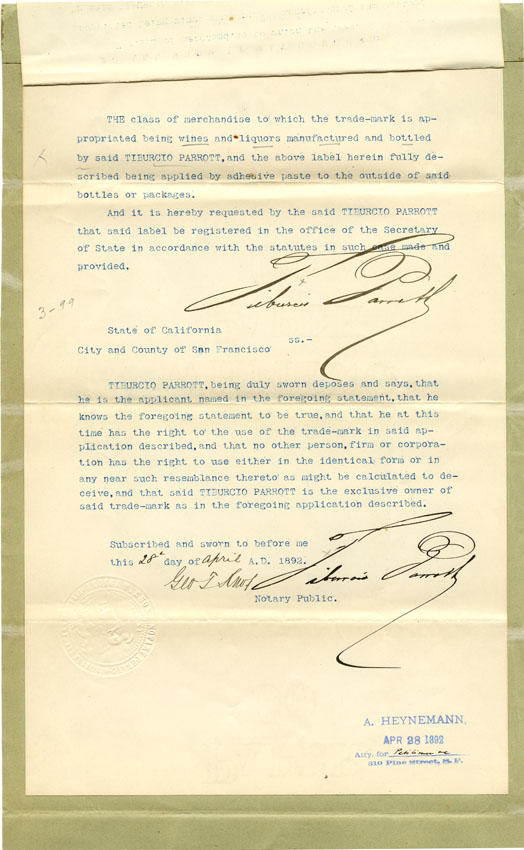 THE class of merchandise to which the trade-mark is ap-
propriated being wines and liquors manufactured and bottled
by said TIBURCIO PARROTT, and the above label herein fully de-
scribed being applied by adhesive paste to the outside of said
bottles or packages.
And it is hereby requested by the said TIBURCIO PARROTT
that said label be registered in the office of the Secretary
of State in accordance with the statutes in such case made and
provided.
Tiburcio Parrott
3-99
State of California
ss.-
City and County of San Francisco
TIBURCIO PARROTT, being duly sworn deposes and says, that
he is the applicant named in the foregoing statement, that he
knows the foregoing statement to be true, and that he at this
time has the right to the use of the trade-mark in said ap-
plication described, and that no other person, firm or corpora-
tion has the right to use either in the identical form or in
any near such resemblance thereto as might be calculated to de-
ceive, and that said TIBURCIO PARROTT is the exclusive owner of
said trade-mark as in the foregoing application described.
Subscribed and sworn to before me
this 28th day of April A.D. 1892.
Tiburcio Parrott
Geo T Knox
Notary Public.
A. HEYNEMANN,
APR 28 1892
Atty. for Petitioner
310 Pine Street, S. F.